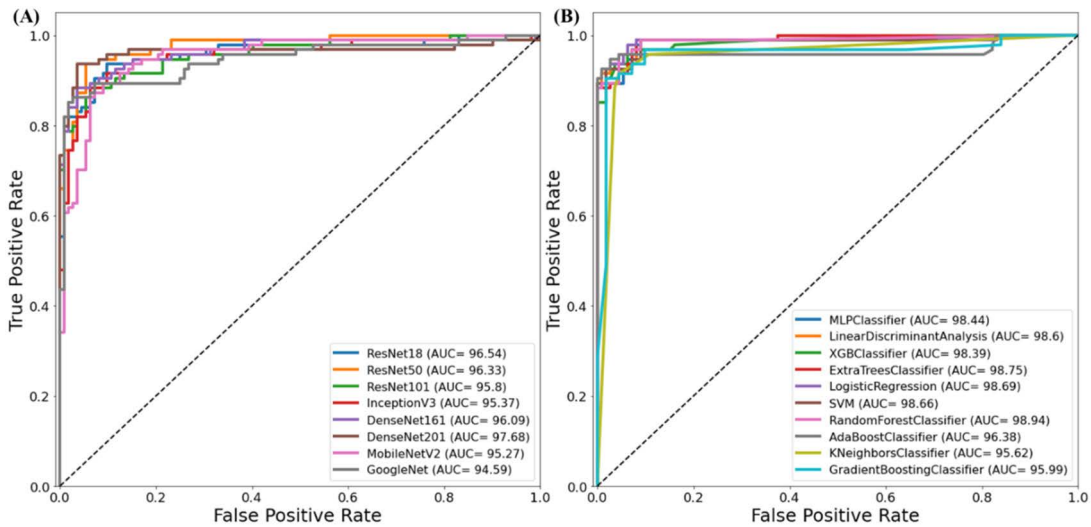 (A)
True Positive Rate
1.0
0.8
0.6
0.4
0.2
0.0
0.0 0.2 0.4 0.6 0.8 1.0
False Positive Rate
ResNet18 (AUC= 96.54)
ResNet50 (AUC= 96.33)
ResNet101 (AUC= 95.8)
InceptionV3 (AUC= 95.37)
DenseNet161 (AUC= 96.09)
DenseNet201 (AUC= 97.68)
MobileNetV2 (AUC= 95.27)
GoogleNet (AUC= 94.59)
(B)
True Positive Rate
1.0
0.8
0.6
0.4
0.2
0.0
0.0 0.2 0.4 0.6 0.8 1.0
False Positive Rate
MLPClassifier (AUC= 98.44)
LinearDiscriminantAnalysis (AUC= 98.6)
XGBClassifier (AUC= 98.39)
ExtraTreesClassifier (AUC= 98.75)
LogisticRegression (AUC= 98.69)
SVM (AUC= 98.66)
RandomForestClassifier (AUC= 98.94)
AdaBoostClassifier (AUC= 96.38)
KNeighborsClassifier (AUC= 95.62)
GradientBoostingClassifier (AUC= 95.99)